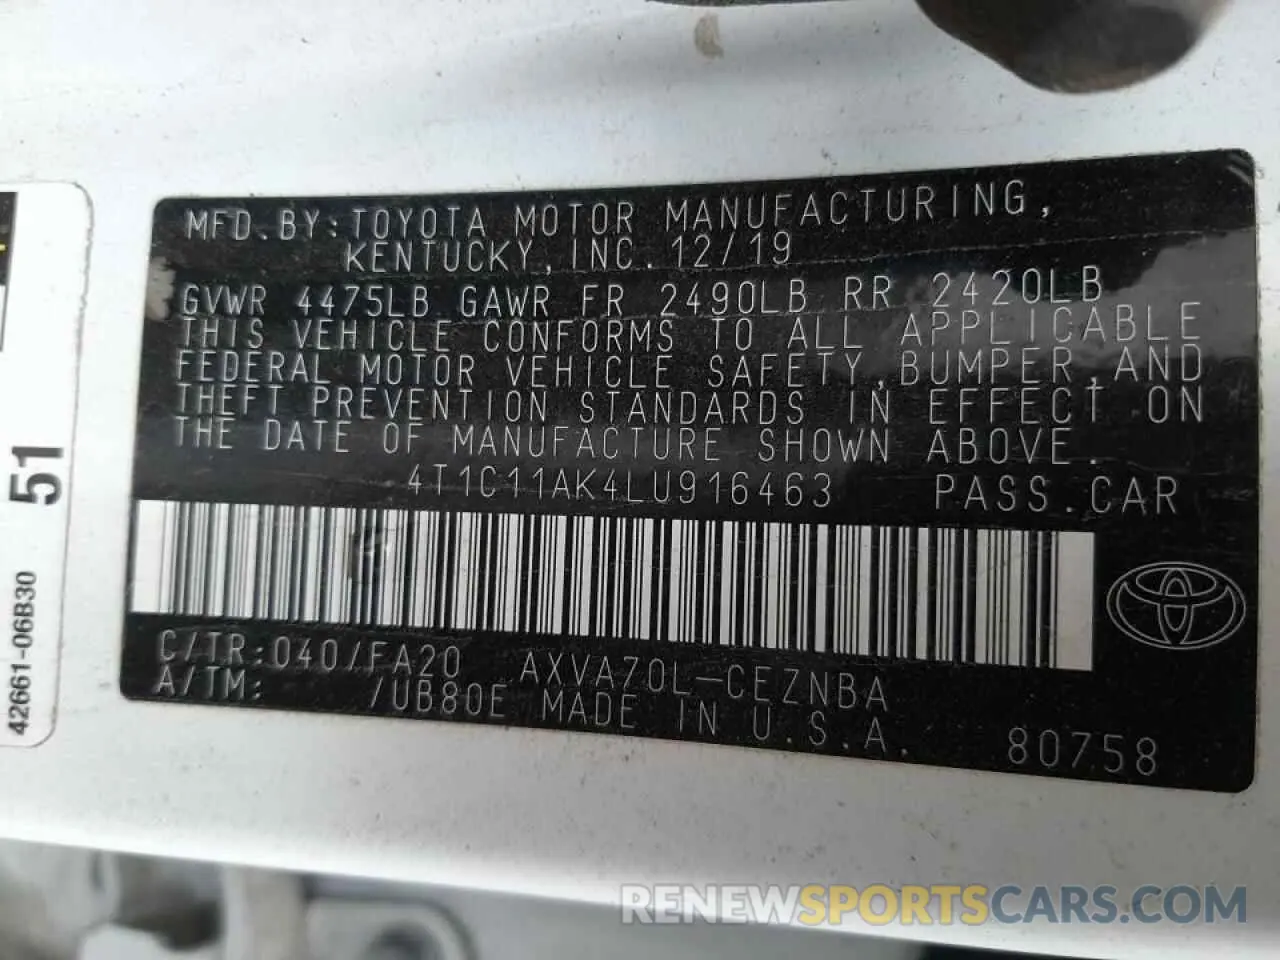 MFD.BY:TOYOTA MOTOR MANUFACTURING,
KENTUCKY,INC.12/19
GVWR 4475LB GAWR FR 2490LB RR 2420LB
THIS VEHICLE CONFORMS TO ALL APPLICABLE
FEDERAL MOTOR VEHICLE SAFETY,BUMPER,AND
THEFT PREVENTION STANDARDS IN EFFECT ON
THE DATE OF MANUFACTURE SHOWN ABOVE.
4T1C11AK4LU916463 PASS.CAR
C/TR:040/FA20 AXVA70L-CEZNBA
A/TM: /UB80E MADE IN U.S.A. 80758
51
42661-06B30
RENEWSPORTSCARS.COM